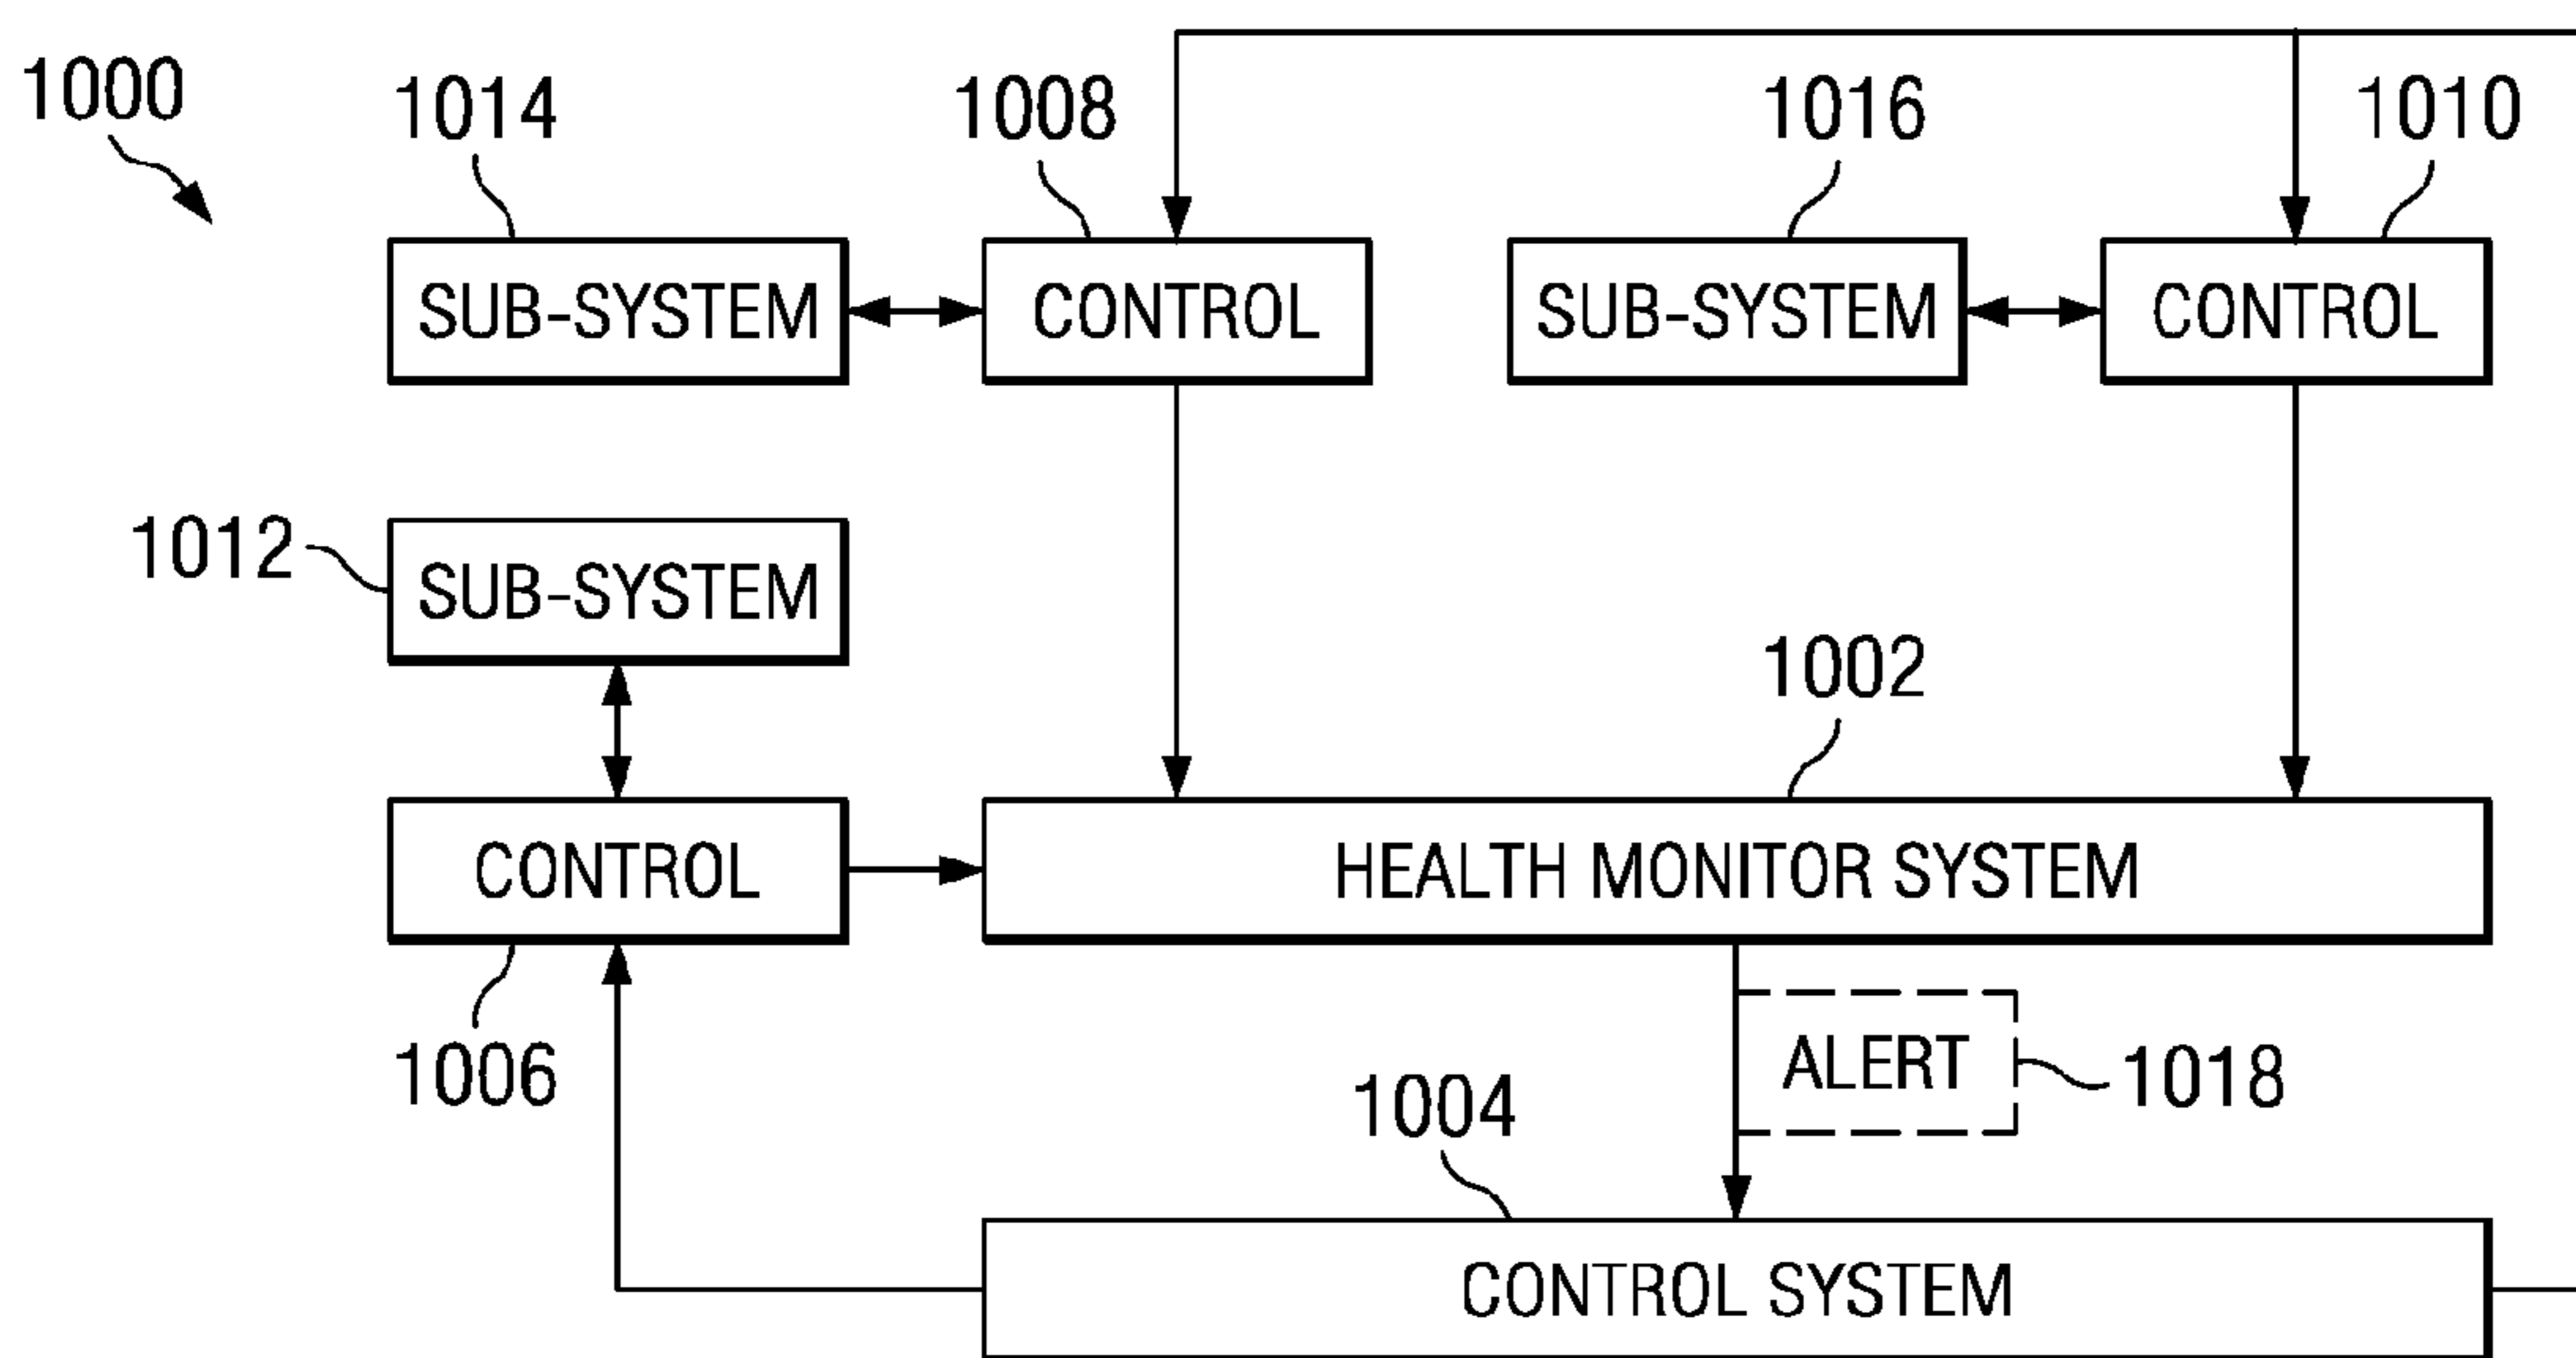 1000
1014
1008
1016
1010
SUB-SYSTEM
CONTROL
SUB-SYSTEM
CONTROL
1012
SUB-SYSTEM
1002
CONTROL
HEALTH MONITOR SYSTEM
1006
ALERT
1018
1004
CONTROL SYSTEM